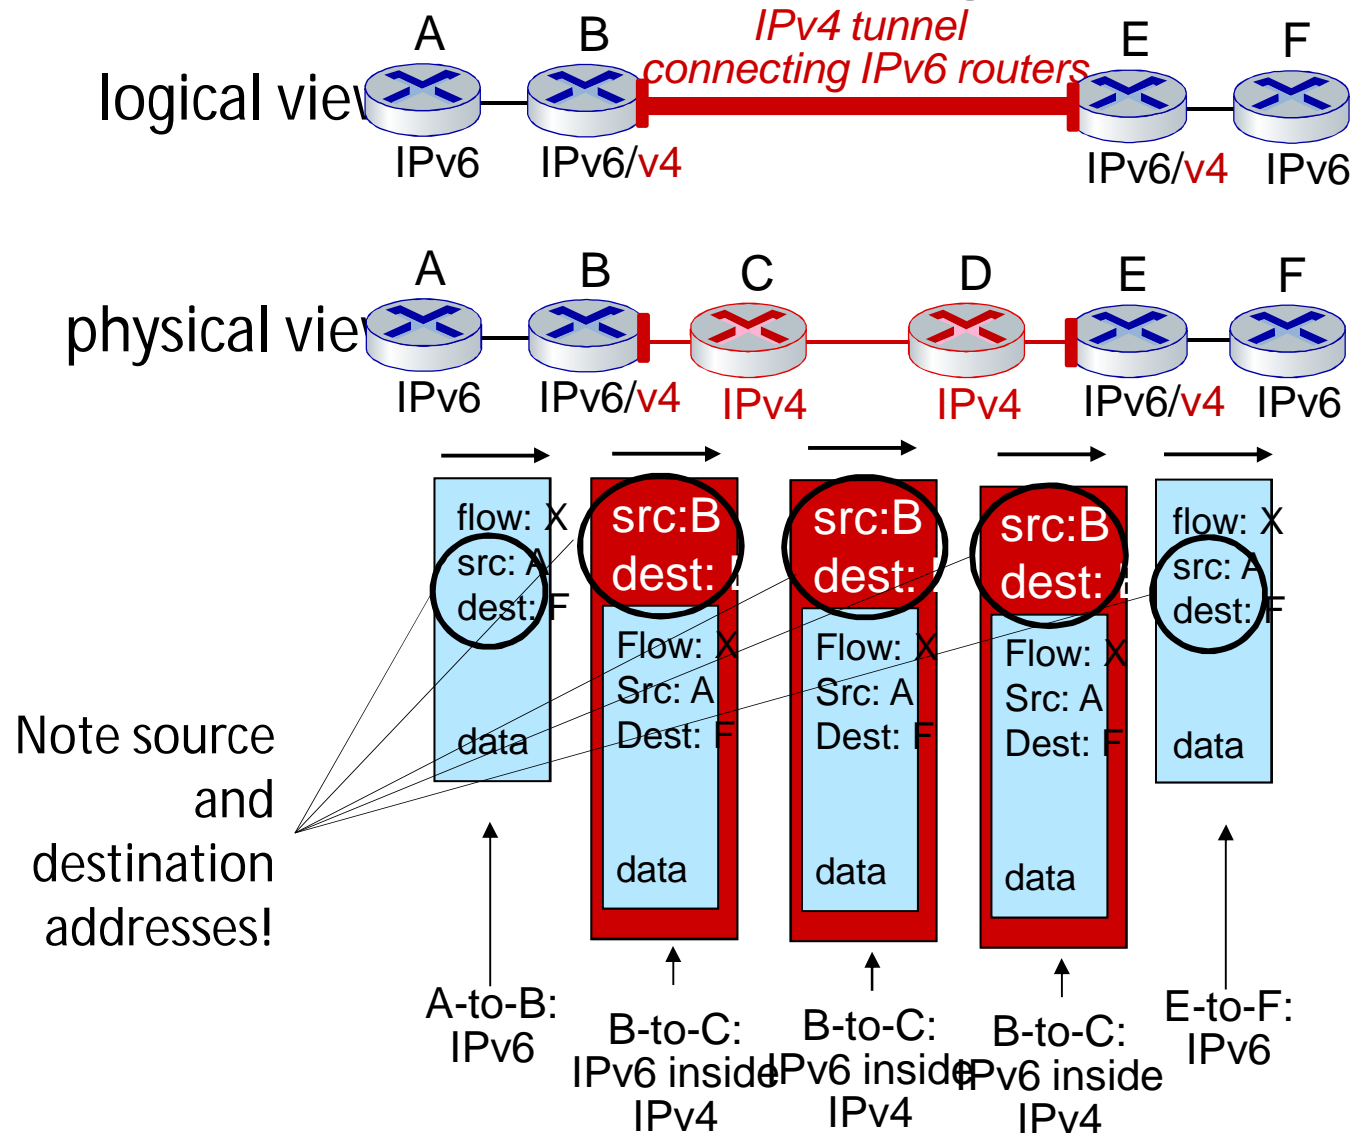 IPv4 tunnel
connecting IPv6 routers
A
B
E
F
logical view
IPv6
IPv6/v4
IPv6/v4
IPv6
A
B
C
D
E
F
physical view
IPv6
IPv6/v4
IPv4
IPv4
IPv6/v4
IPv6
flow: X
src: A
dest: F
data
src:B
dest:
Flow: X
Src: A
Dest: F
data
src:B
dest:
Flow: X
Src: A
Dest: F
data
src:B
dest: E
Flow: X
Src: A
Dest: F
data
flow: X
src: A
dest: F
data
Note source
and
destination
addresses!
A-to-B:
IPv6
B-to-C:
IPv6 inside
IPv4
B-to-C:
IPv6 inside
IPv4
B-to-C:
IPv6 inside
IPv4
E-to-F:
IPv6